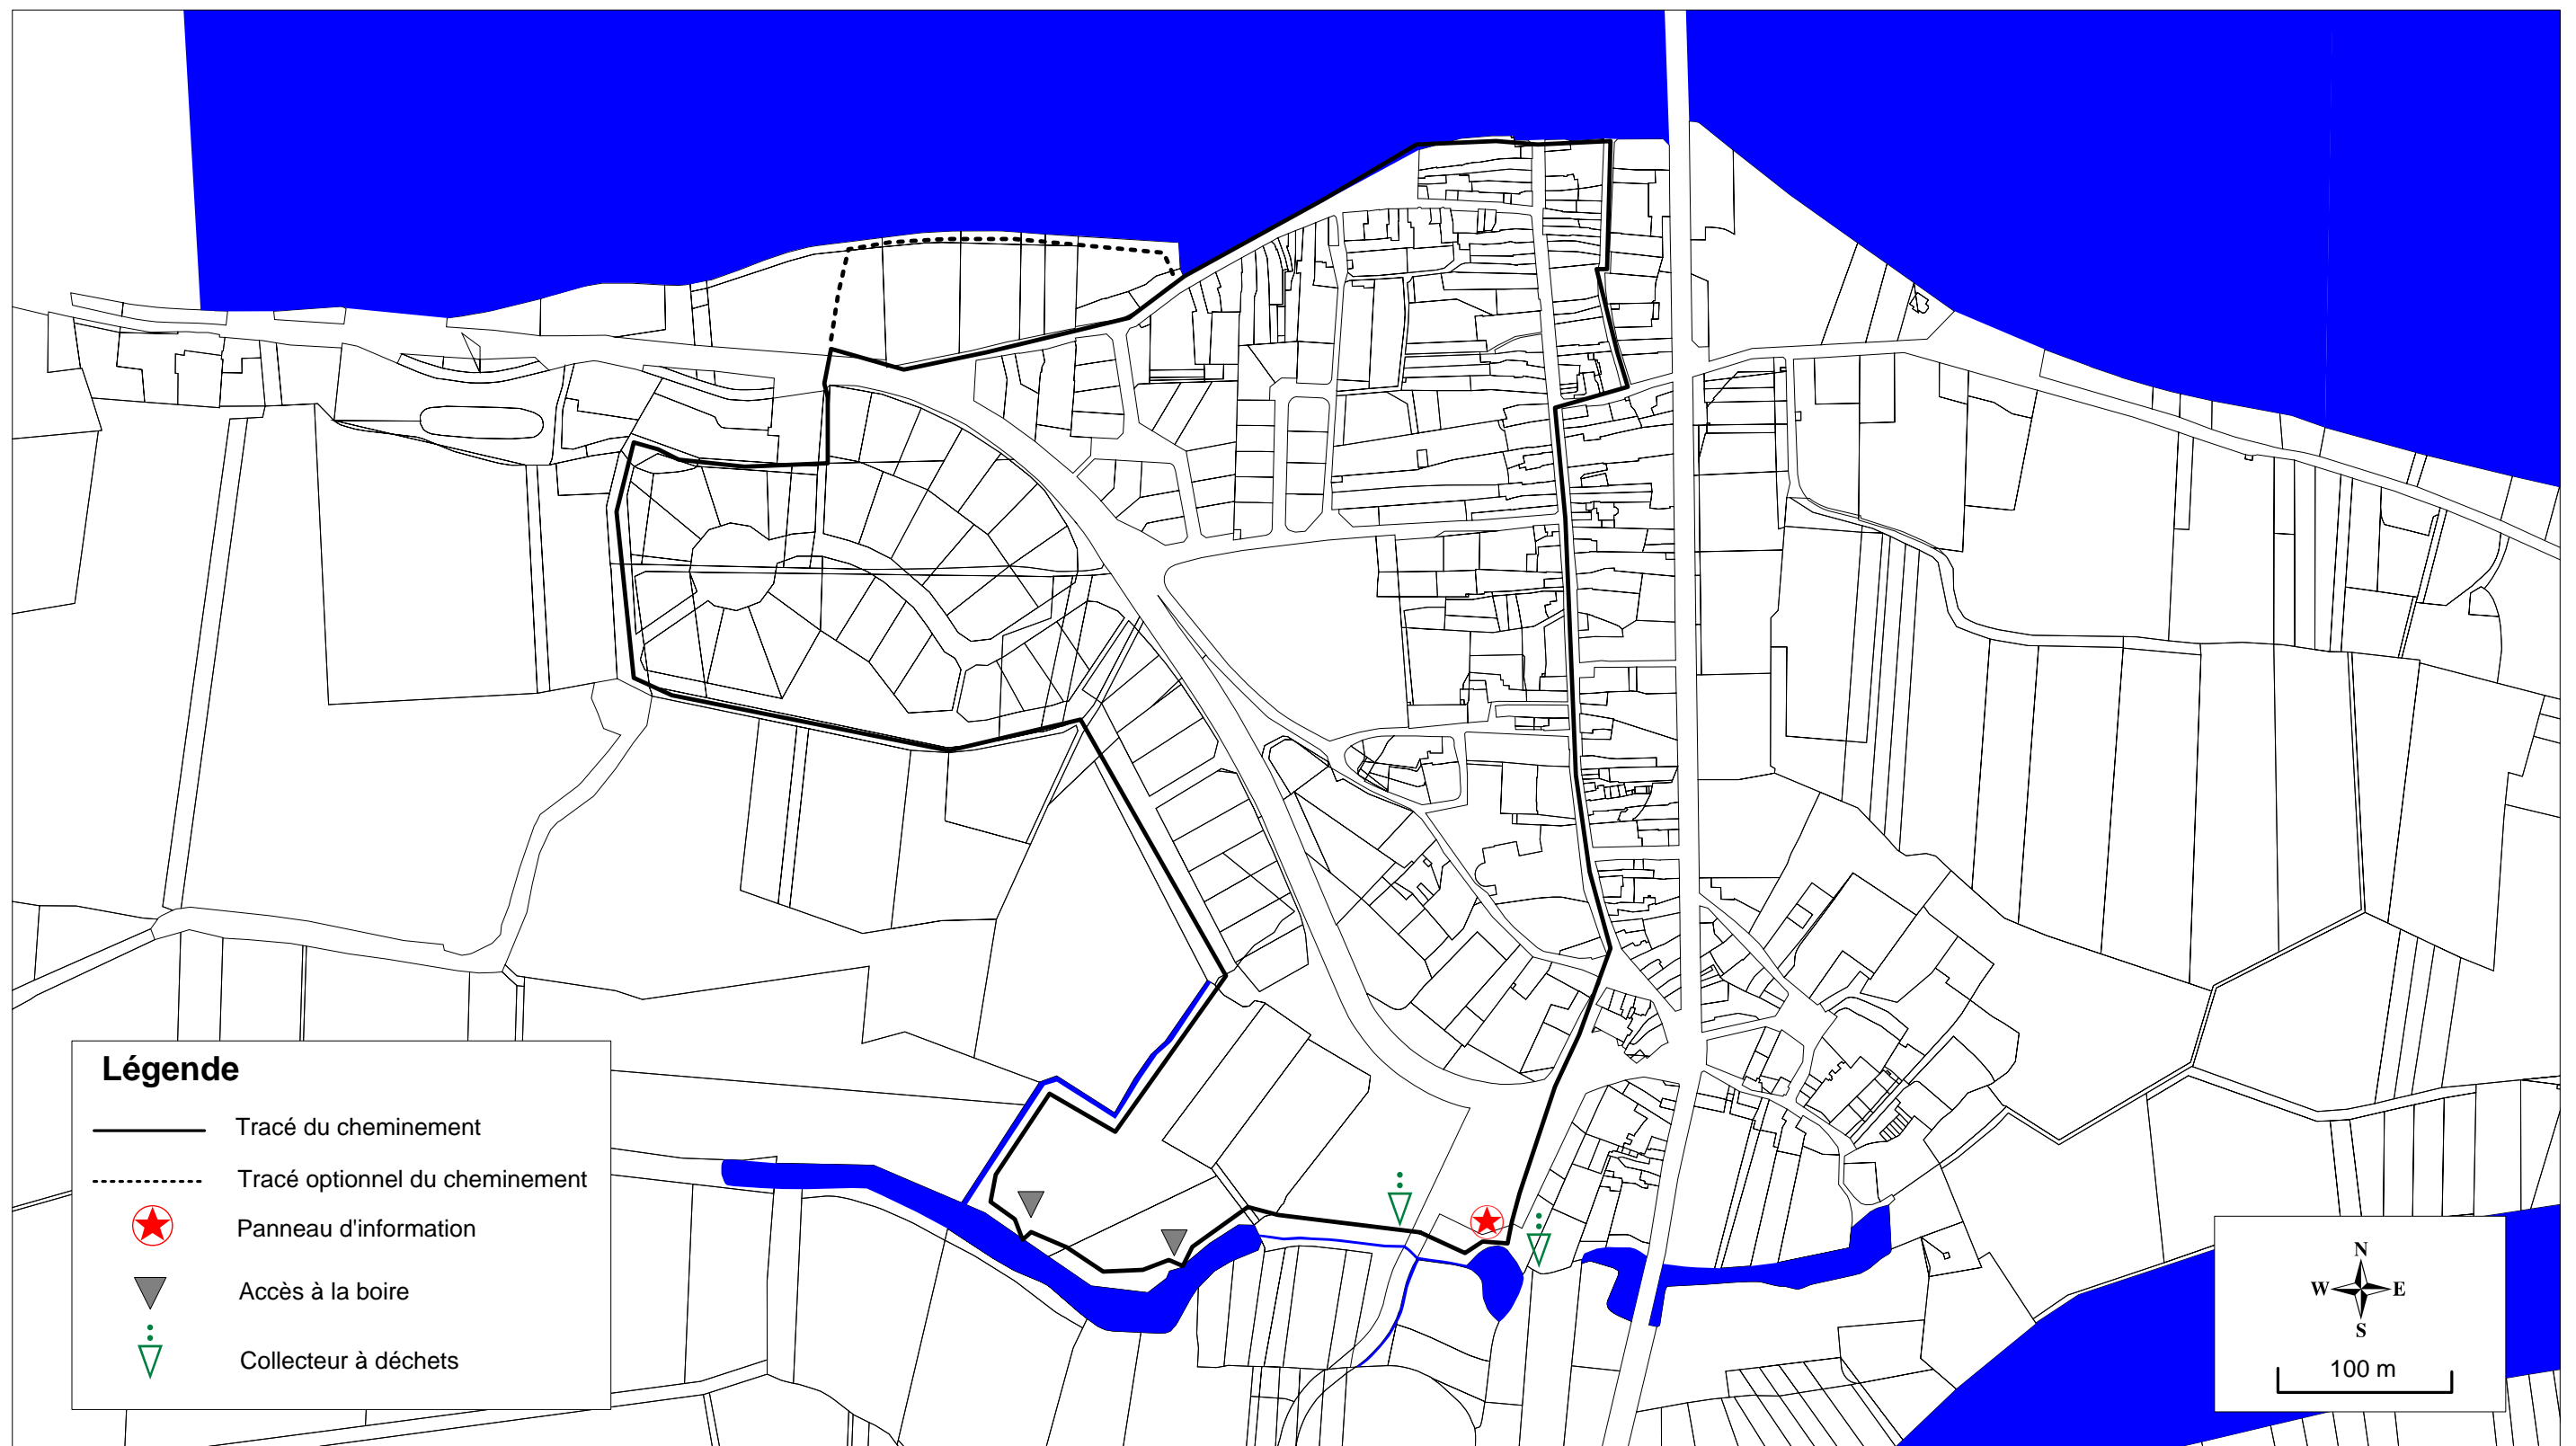 Légende
Tracé du cheminement
Tracé optionnel du cheminement
Panneau d'information
Accès à la boire
Collecteur à déchets
N
W E
S
100 m